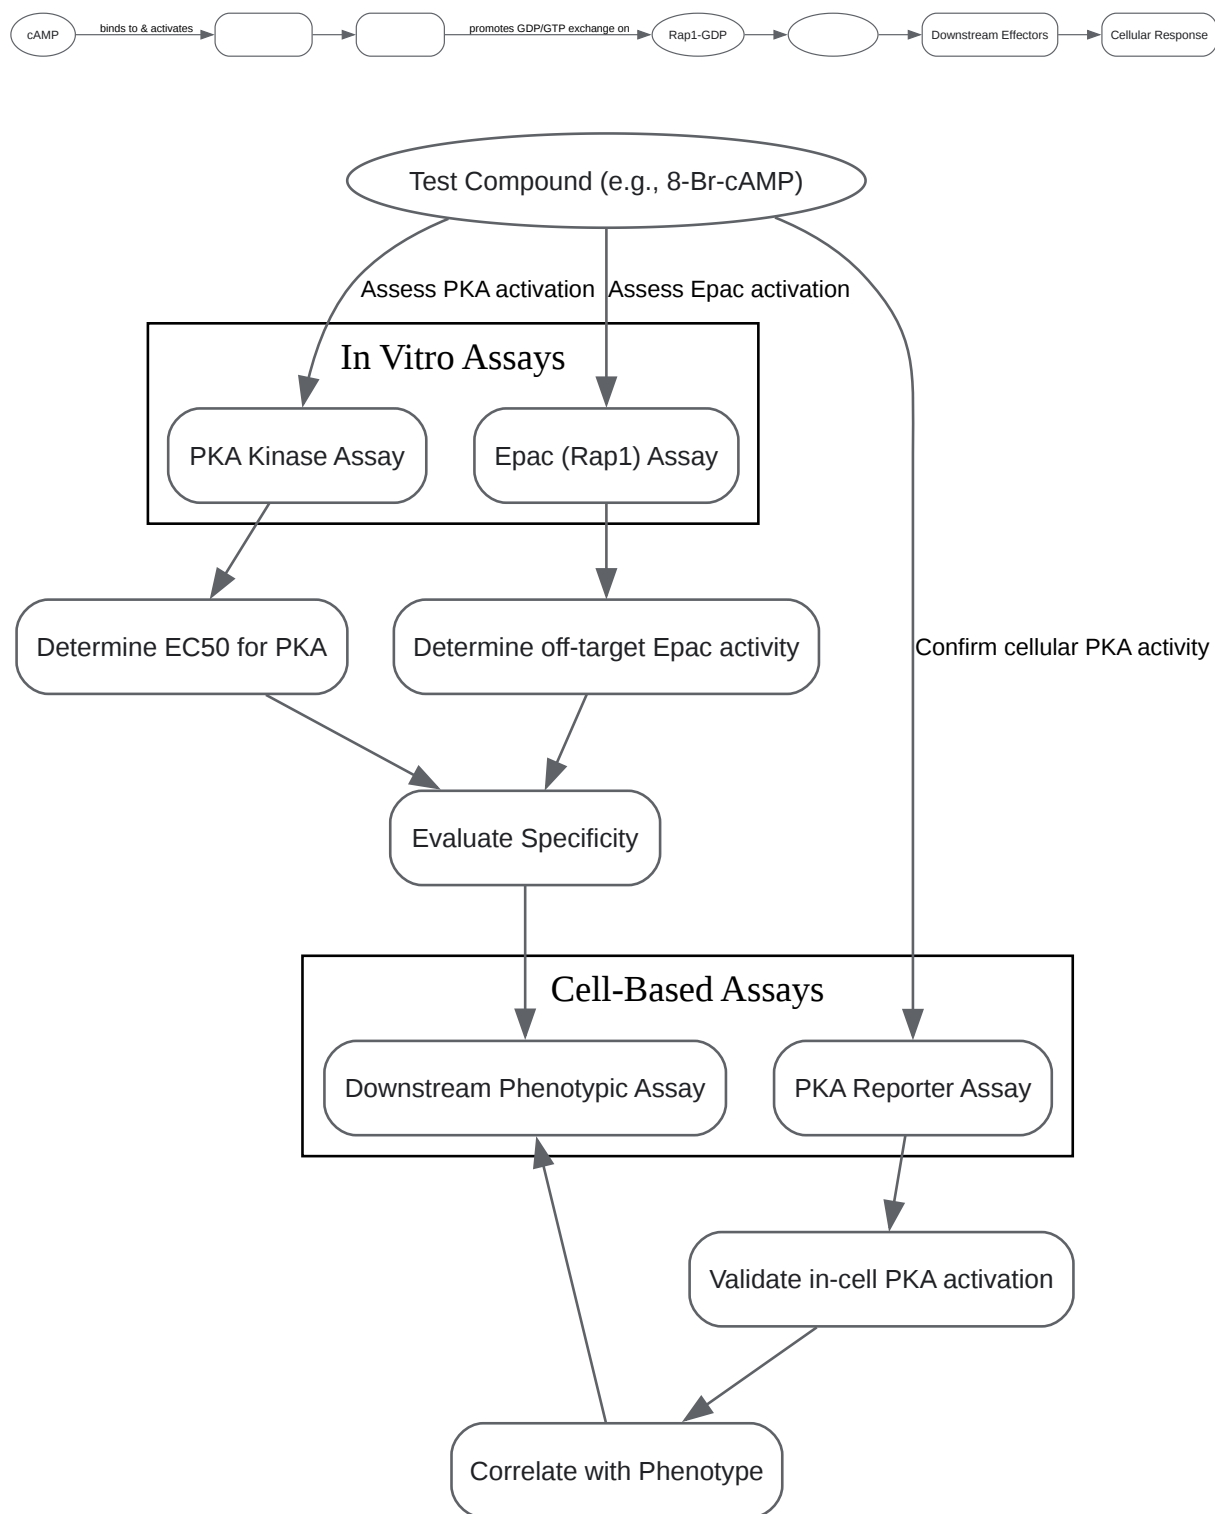 cAMP
binds to & activates
promotes GDP/GTP exchange on
Rap1-GDP
Downstream Effectors
Cellular Response
Test Compound (e.g., 8-Br-cAMP)
Assess PKA activation
Assess Epac activation
In Vitro Assays
PKA Kinase Assay
Epac (Rap1) Assay
Determine EC50 for PKA
Determine off-target Epac activity
Confirm cellular PKA activity
Evaluate Specificity
Cell-Based Assays
Downstream Phenotypic Assay
PKA Reporter Assay
Validate in-cell PKA activation
Correlate with Phenotype